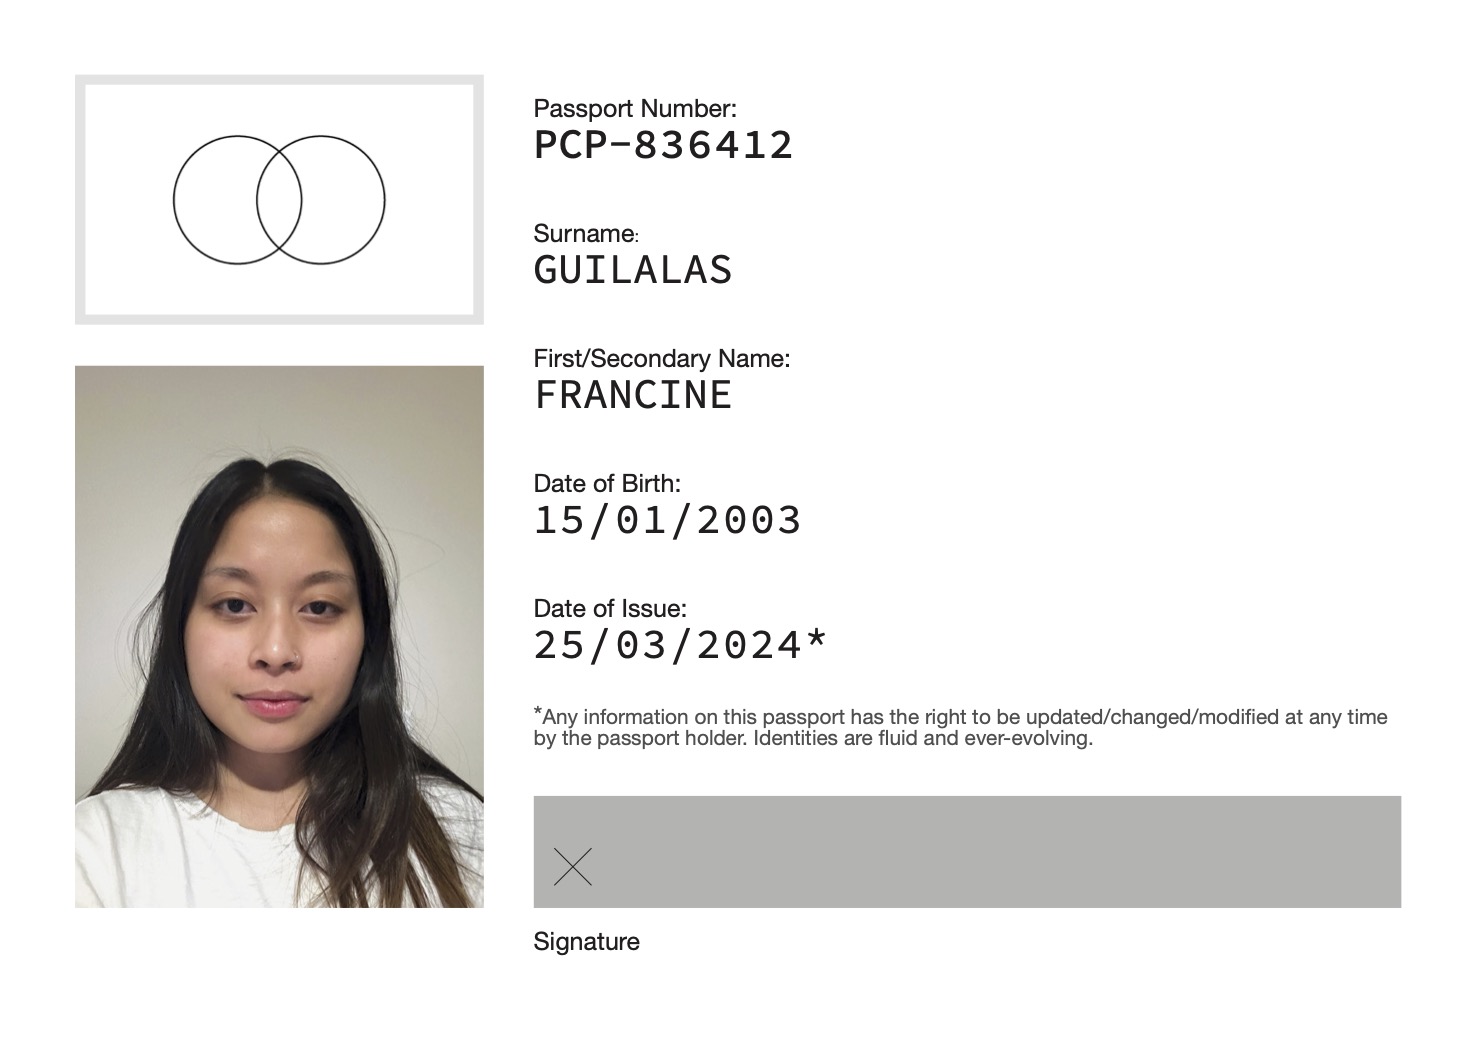 Passport Number:
PCP-836412
Surname:
GUILALAS
First/Secondary Name:
FRANCINE
Date of Birth:
15/01/2003
Date of Issue:
25/03/2024*
*Any information on this passport has the right to be updated/changed/modified at any time
by the passport holder. Identities are fluid and ever-evolving.
Signature